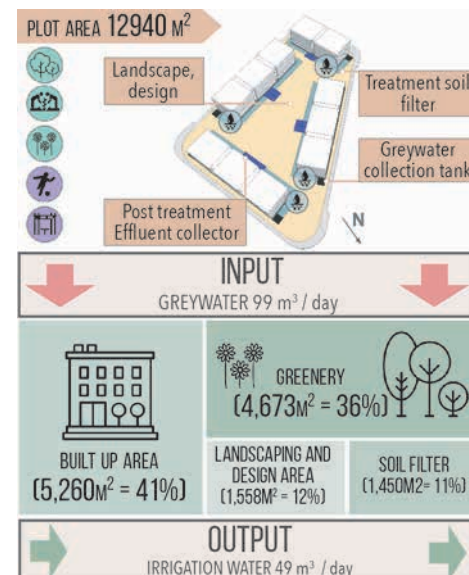 PLOT AREA 12940 M²
Landscape,
design
Treatment soil
filter
Greywater
collection tank
Post treatment
Effluent collector
N
INPUT
GREYWATER 99 m³ / day
GREENERY
(4,673M² = 36%)
BUILT UP AREA
(5,260M² = 41%)
LANDSCAPING AND
DESIGN AREA
(1,558M² = 12%)
SOIL FILTER
(1,450M2= 11%)
OUTPUT
IRRIGATION WATER 49 m³ / day